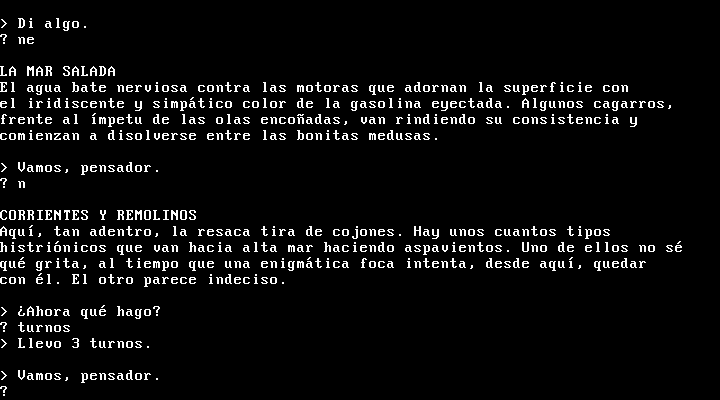 > Di algo.
? ne
LA MAR SALADA
El agua bate nerviosa contra las motoras que adornan la superficie con
el iridiscente y simpático color de la gasolina eyectada. Algunos cagarros,
frente al ímpetu de las olas encoñadas, van rindiendo su consistencia y
comienzan a disolverse entre las bonitas medusas.
> Vamos, pensador.
? n
CORRIENTES Y REMOLINOS
Aquí, tan adentro, la resaca tira de cojones. Hay unos cuantos tipos
histriónicos que van hacia alta mar haciendo aspavientos. Uno de ellos no sé
qué grita, al tiempo que una enigmática foca intenta, desde aquí, quedar
con él. El otro parece indeciso.
> ¿Ahora qué hago?
? turnos
> Llevo 3 turnos.
> Vamos, pensador.
?